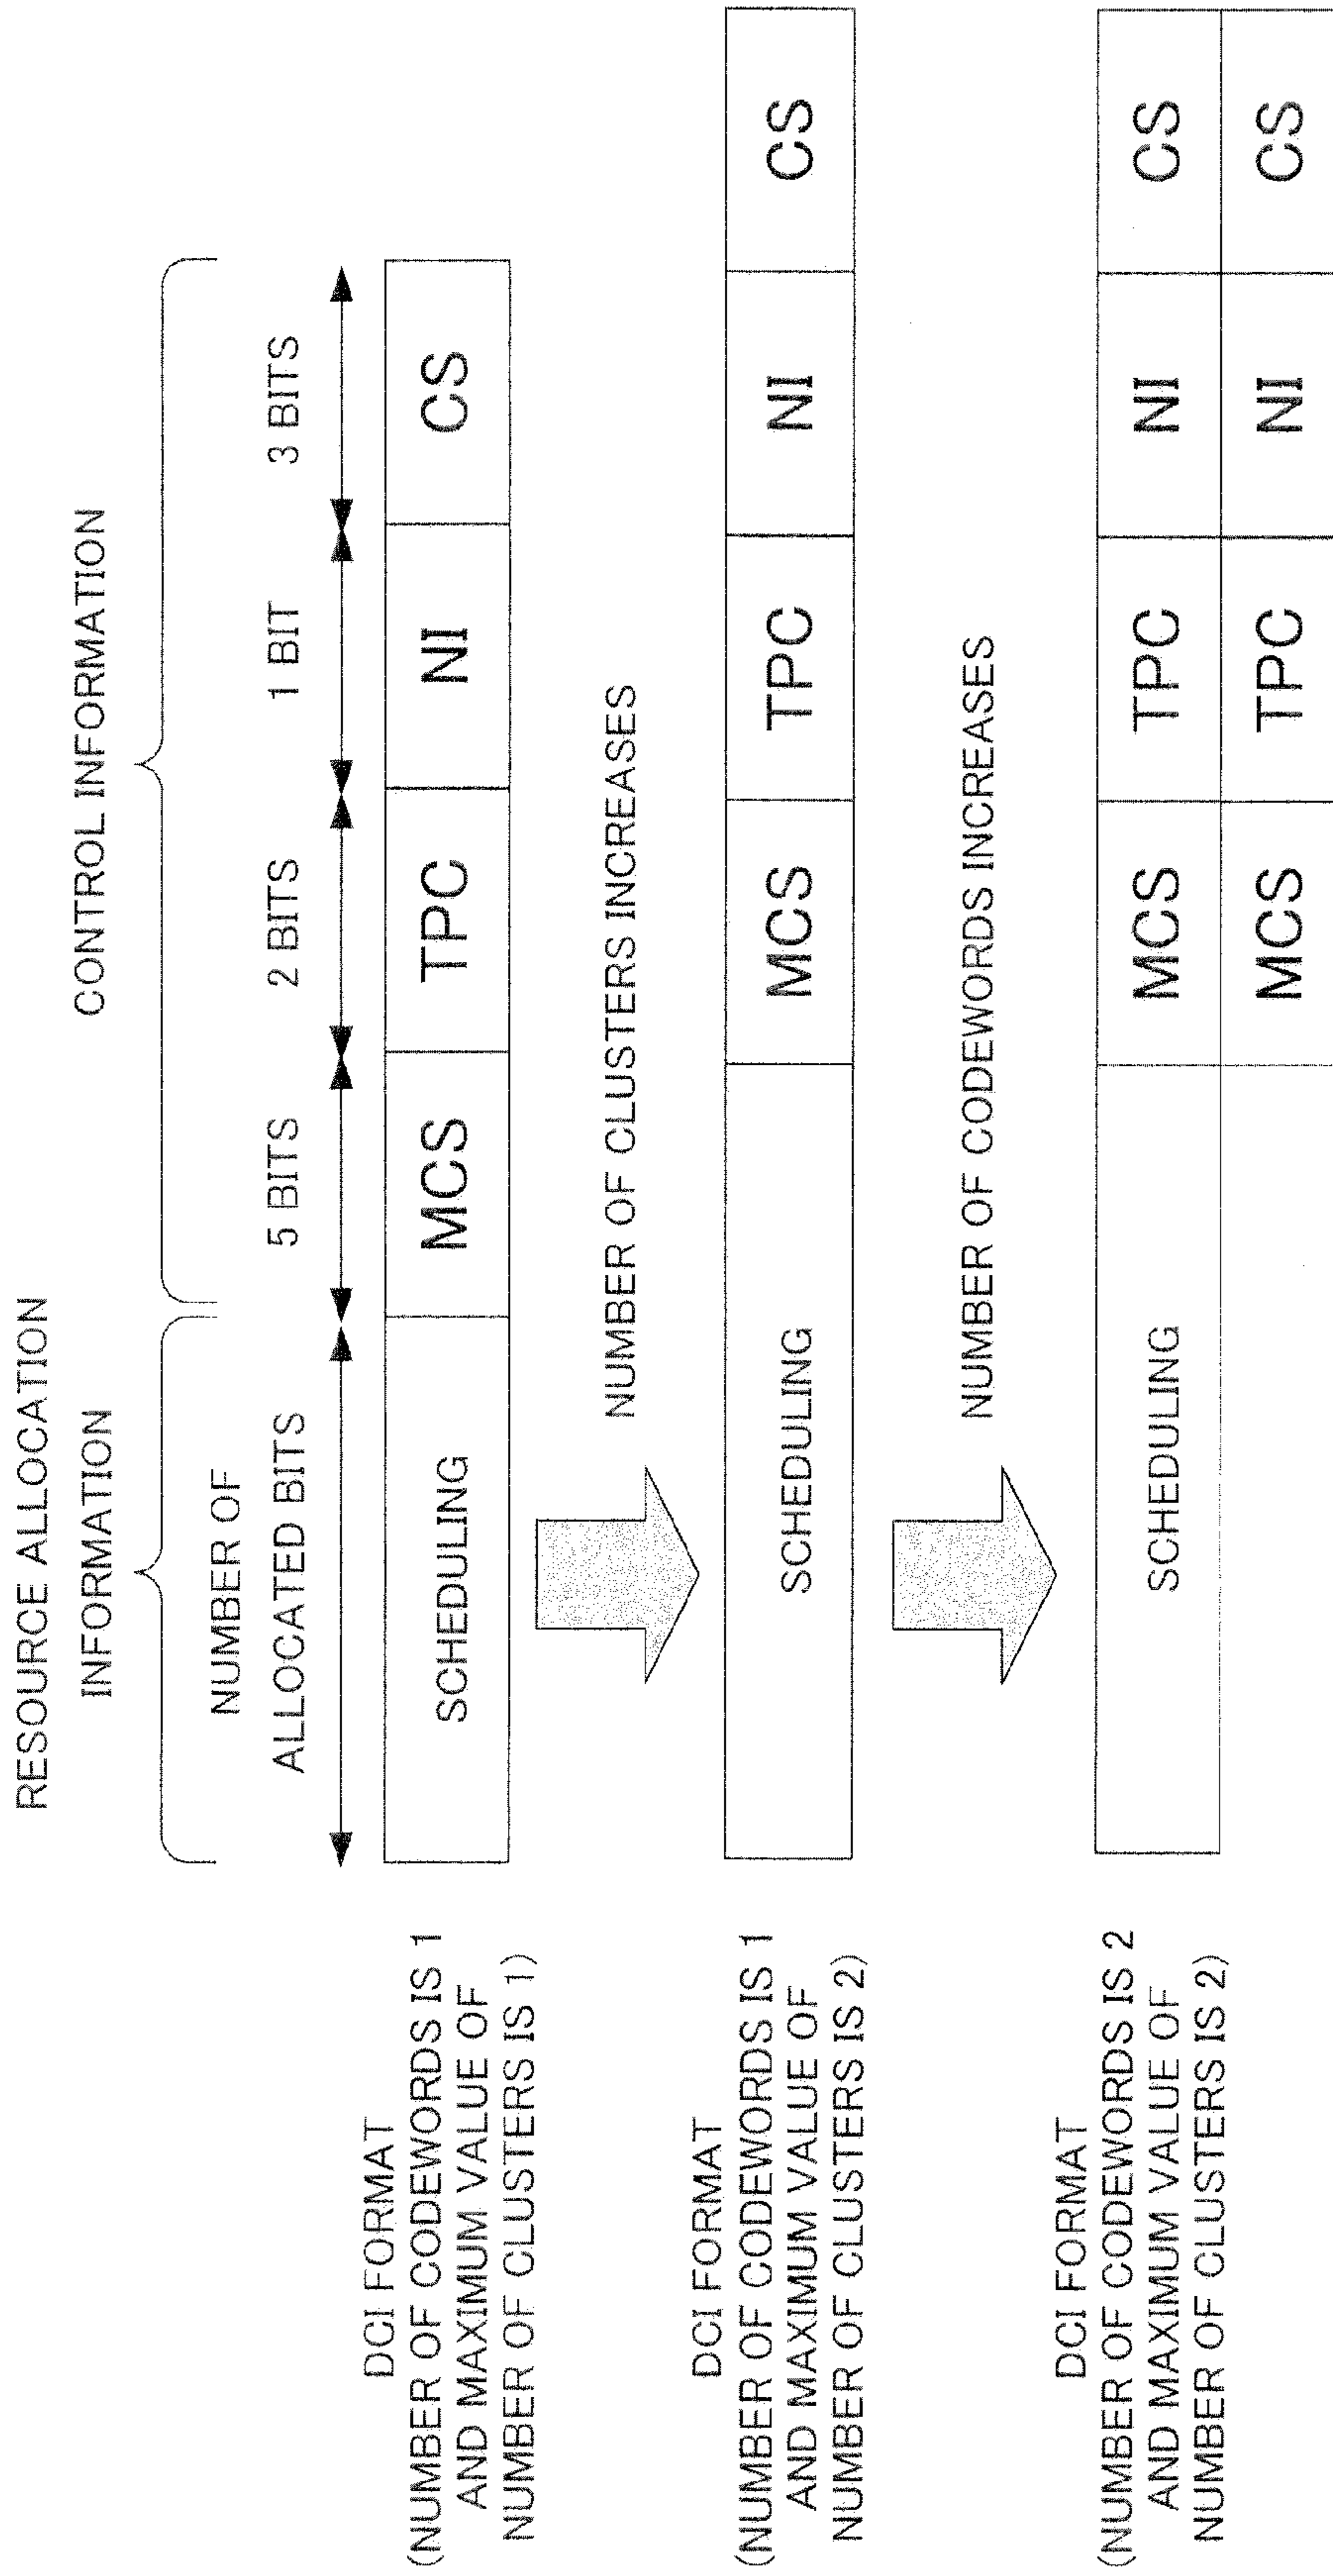 RESOURCE ALLOCATION
INFORMATION
CONTROL INFORMATION
NUMBER OF
ALLOCATED BITS
5 BITS
2 BITS
1 BIT
3 BITS
DCI FORMAT
(NUMBER OF CODEWORDS IS 1
AND MAXIMUM VALUE OF
NUMBER OF CLUSTERS IS 1)
SCHEDULING
MCS
TPC
NI
CS
NUMBER OF CLUSTERS INCREASES
DCI FORMAT
(NUMBER OF CODEWORDS IS 1
AND MAXIMUM VALUE OF
NUMBER OF CLUSTERS IS 2)
SCHEDULING
MCS
TPC
NI
CS
NUMBER OF CODEWORDS INCREASES
DCI FORMAT
(NUMBER OF CODEWORDS IS 2
AND MAXIMUM VALUE OF
NUMBER OF CLUSTERS IS 2)
SCHEDULING
MCS
TPC
NI
CS
MCS
TPC
NI
CS